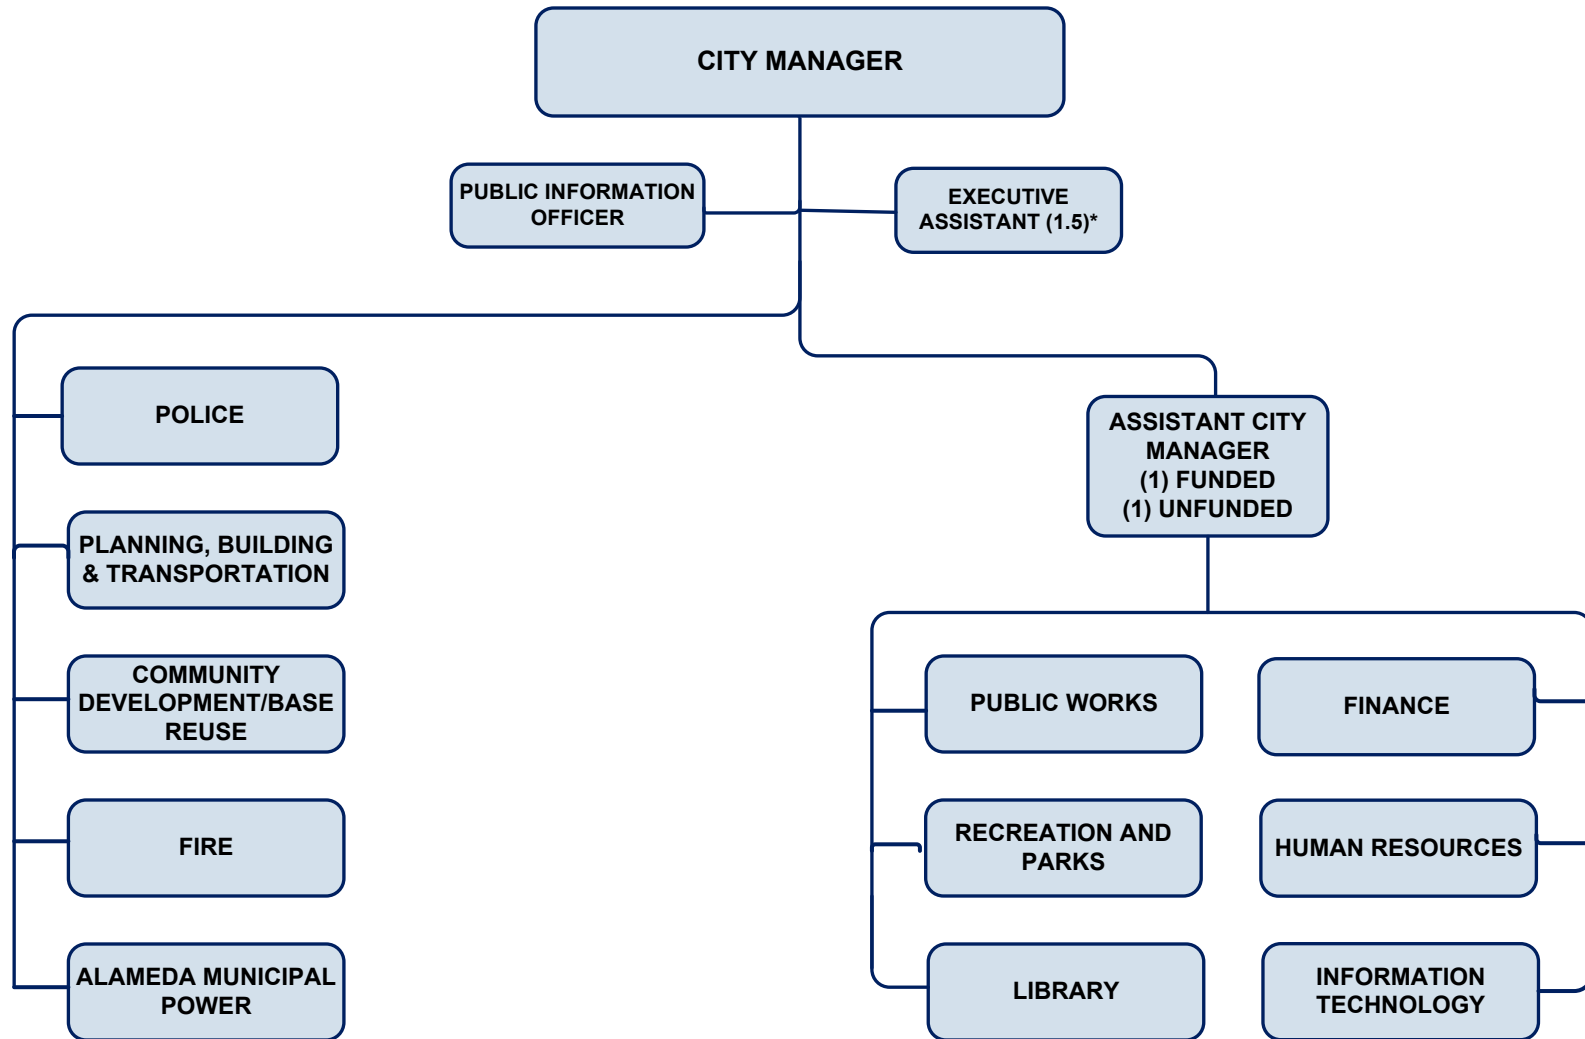 CITY MANAGER
PUBLIC INFORMATION
OFFICER
EXECUTIVE
ASSISTANT (1.5)*
POLICE
PLANNING, BUILDING
& TRANSPORTATION
COMMUNITY
DEVELOPMENT/BASE
REUSE
FIRE
ALAMEDA MUNICIPAL
POWER
ASSISTANT CITY
MANAGER
(1) FUNDED
(1) UNFUNDED
PUBLIC WORKS
FINANCE
RECREATION AND
PARKS
HUMAN RESOURCES
LIBRARY
INFORMATION
TECHNOLOGY